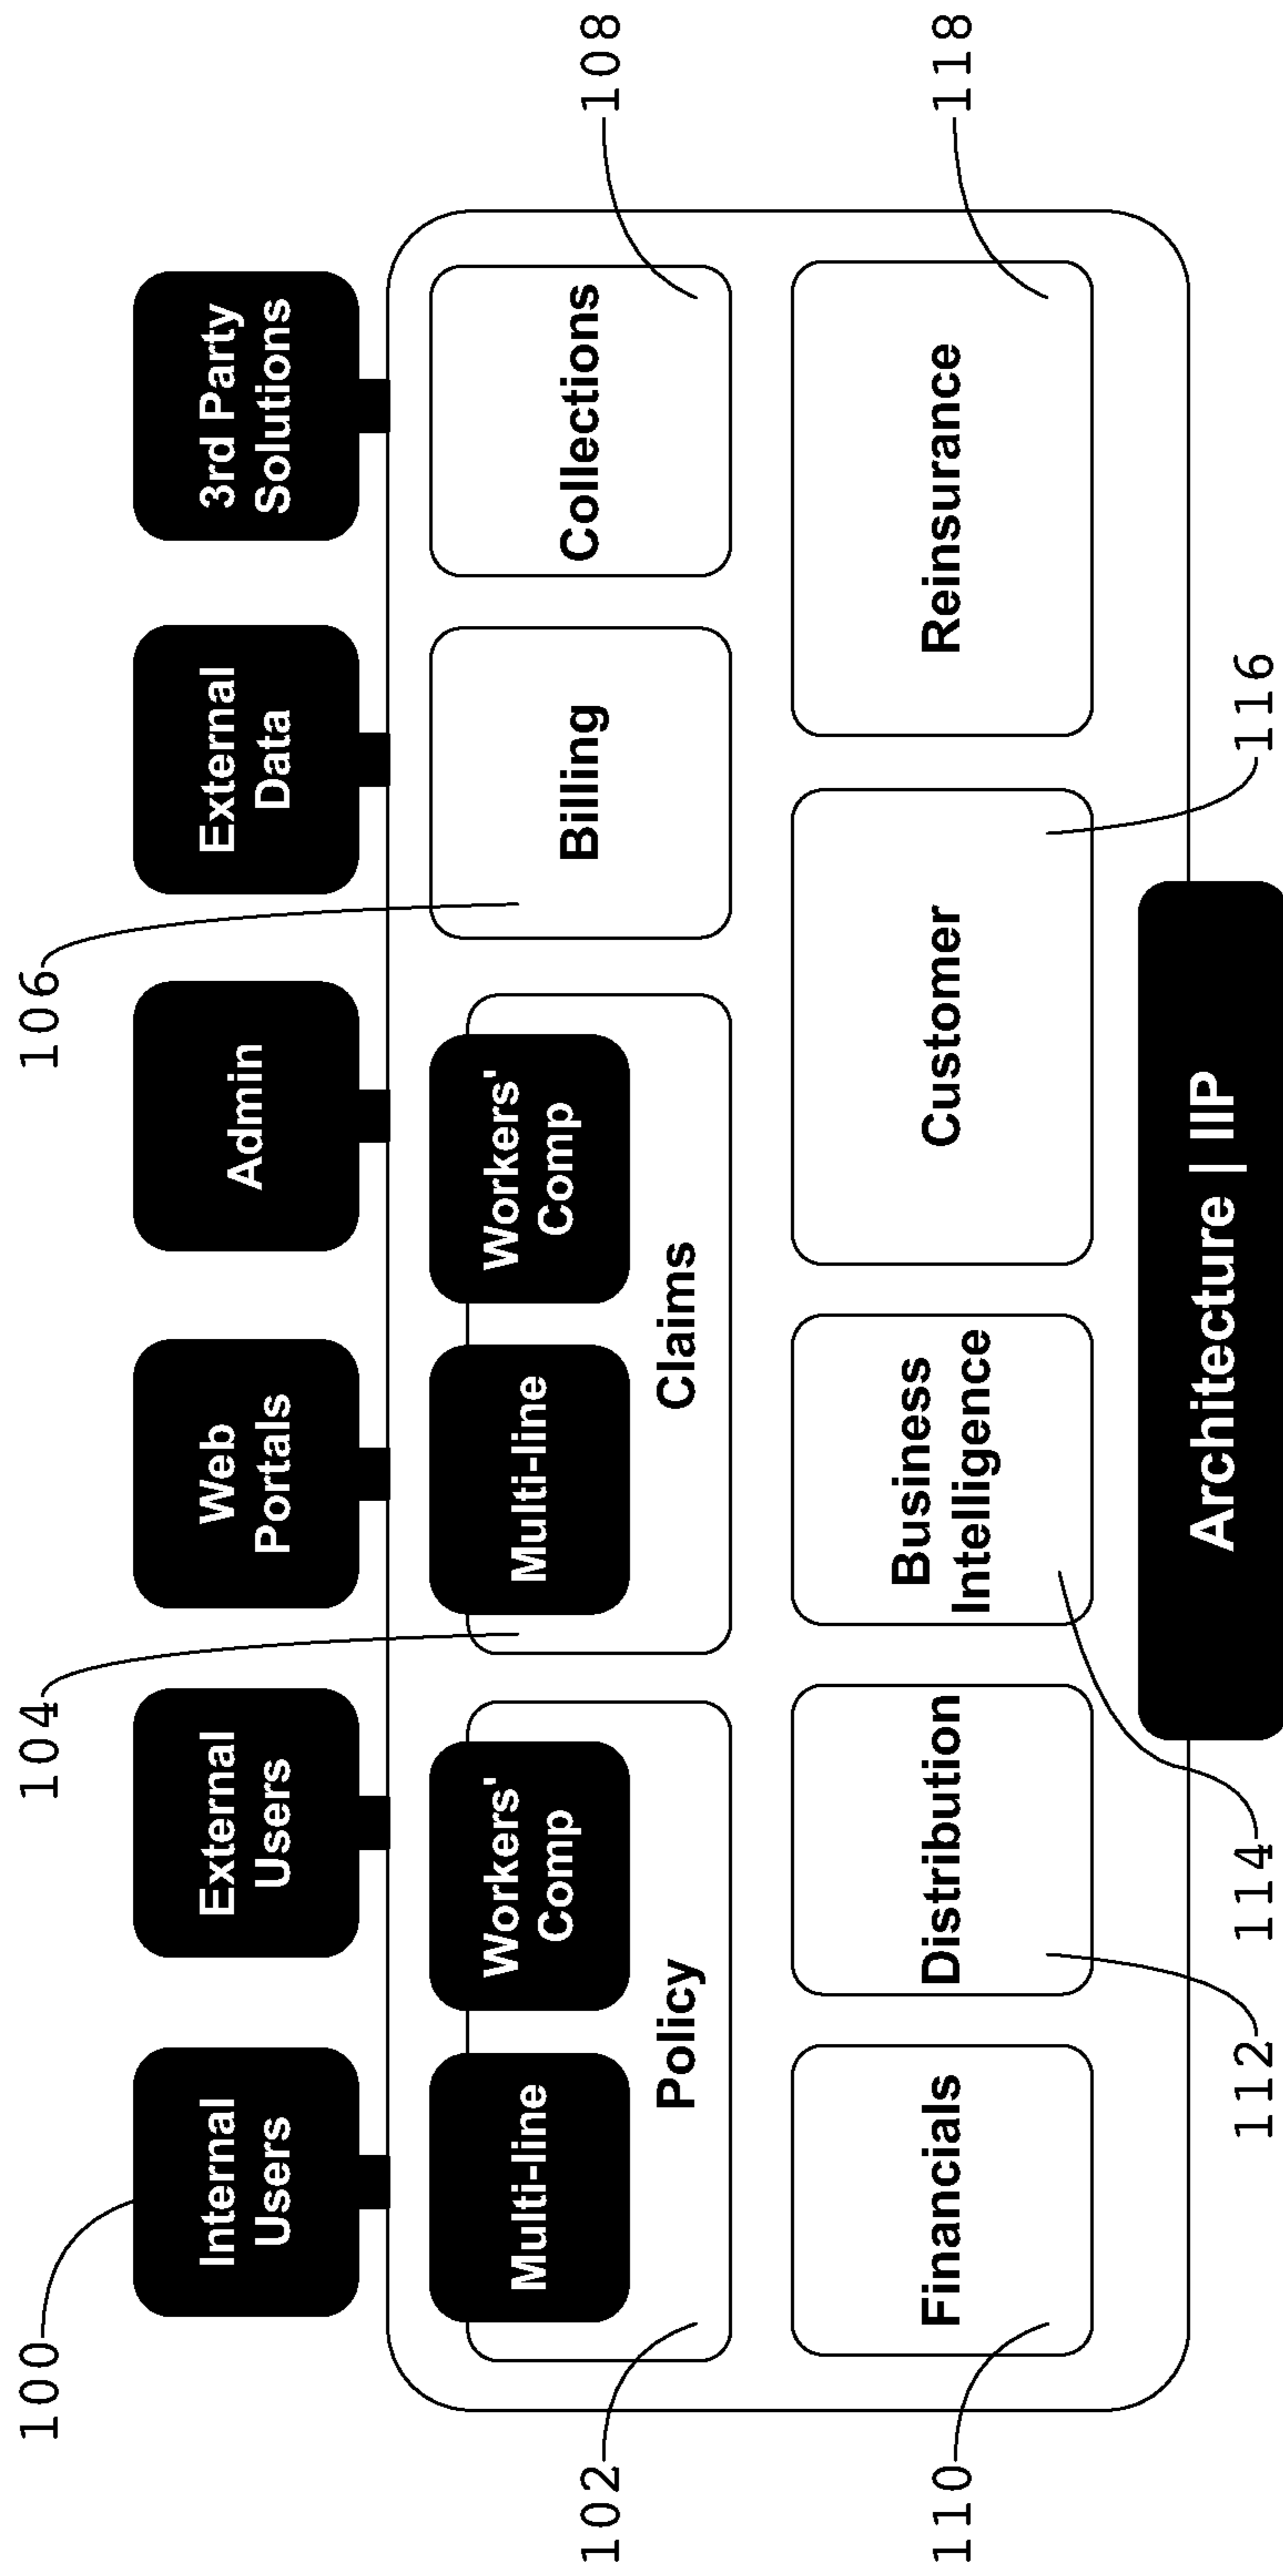 100
Internal
Users
External
Users
Web
Portals
Admin
External
Data
3rd Party
Solutions
104
106
102
Multi-line
Workers'
Comp
Policy
Multi-line
Workers'
Comp
Claims
Billing
Collections
108
110
Financials
Distribution
Business
Intelligence
Customer
Reinsurance
118
112
114
116
Architecture | IIP